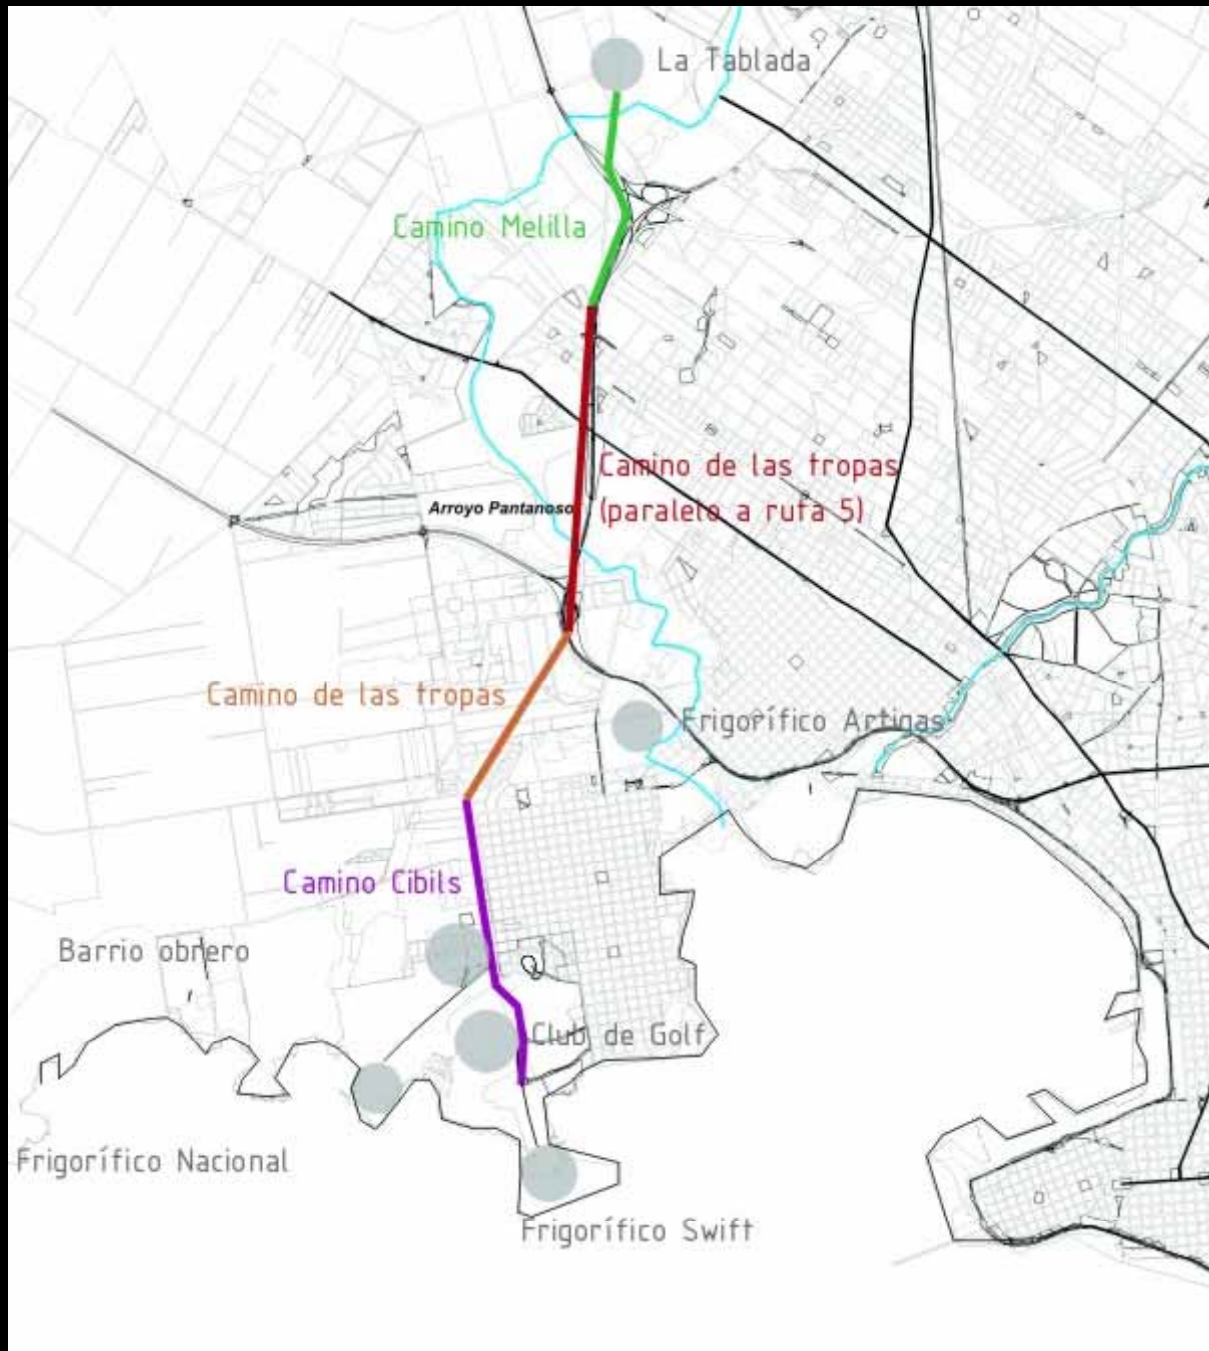 La Tablada
Camino Melilla
Camino de las tropas
(paralelo a ruta 5)
Arroyo Pantanoso
Camino de las tropas
Frigorífico Artigas
Camino Cibils
Barrio obrero
Club de Golf
Frigorífico Nacional
Frigorífico Swift